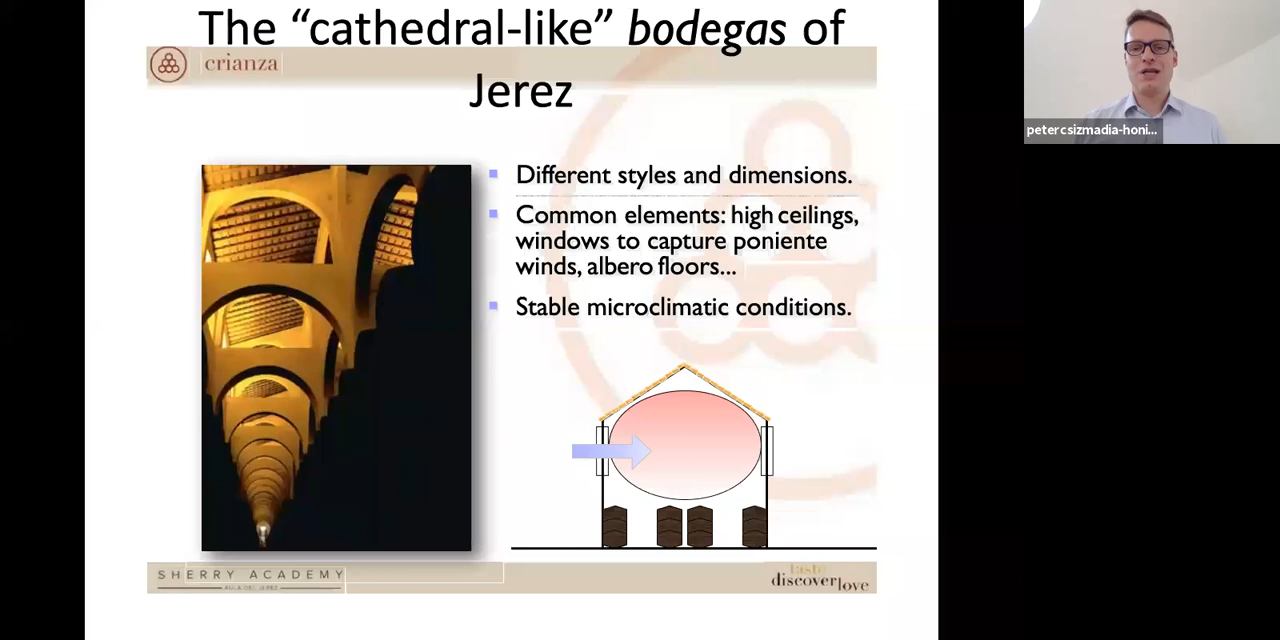 The “cathedral-like” bodegas of
crianza
Jerez
Different styles and dimensions.
Common elements: high ceilings,
windows to capture poniente
winds, albero floors...
Stable microclimatic conditions.
SHERRY ACADEMY
taste
discover
love
petercsizmadia-honi...